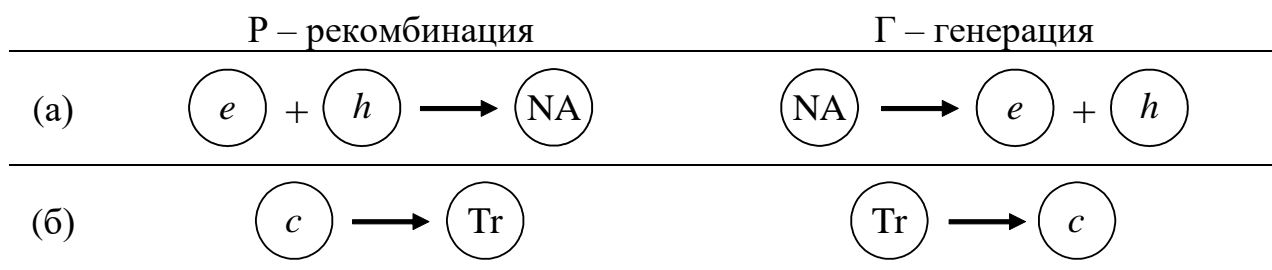 Р – рекомбинация Г – генерация
(а) e + h NA NA e + h
(б) c Tr Tr c